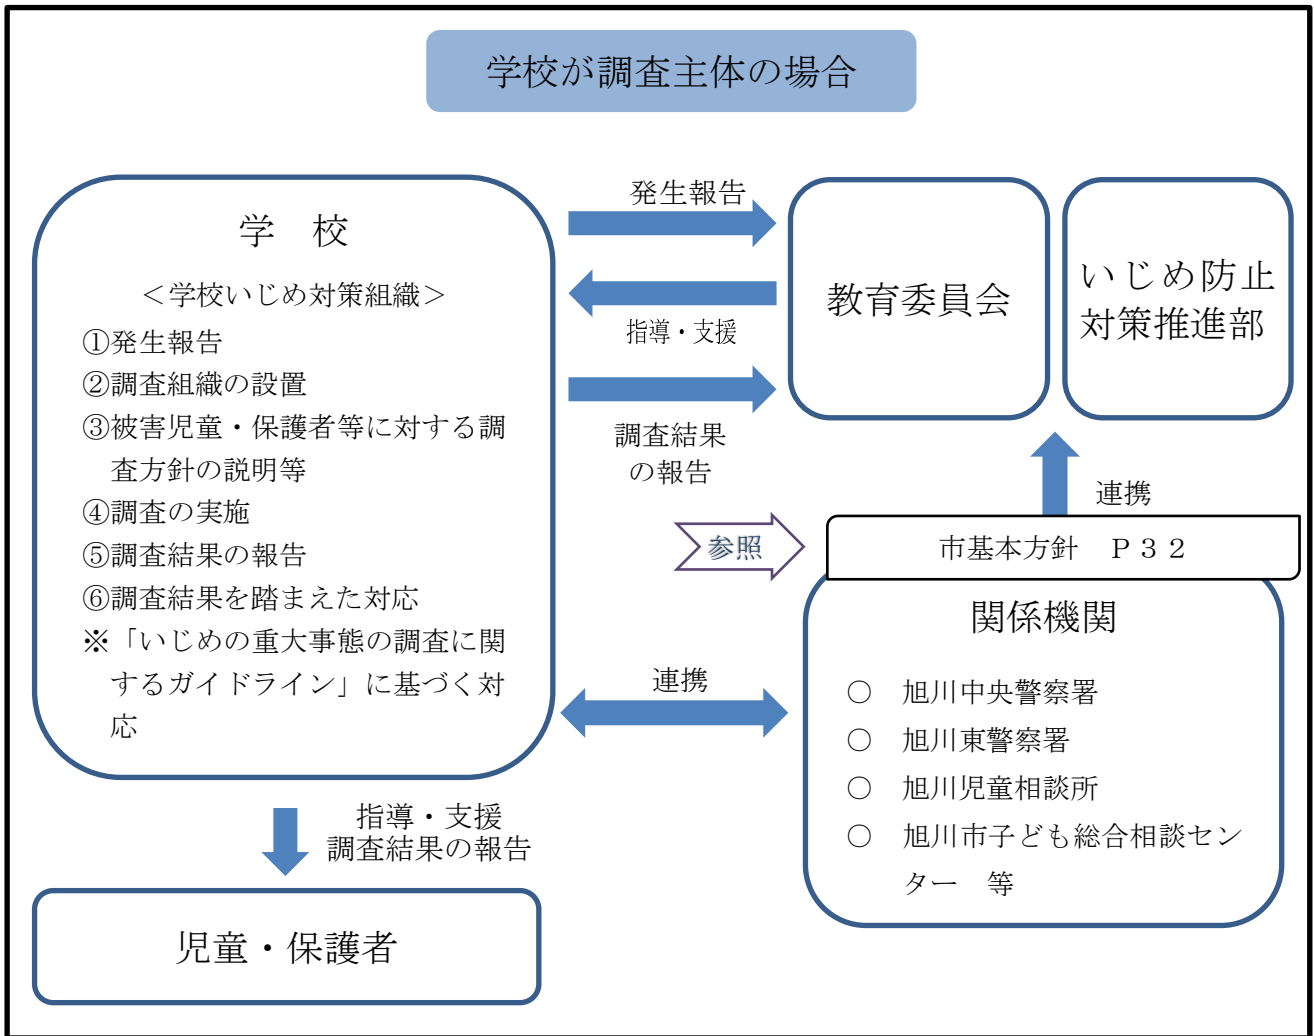 学校が調査主体の場合
学　校
＜学校いじめ対策組織＞
①発生報告
②調査組織の設置
③被害児童・保護者等に対する調
査方針の説明等
④調査の実施
⑤調査結果の報告
⑥調査結果を踏まえた対応
※「いじめの重大事態の調査に関
するガイドライン」に基づく対
応
発生報告
指導・支援
調査結果
の報告
教育委員会
いじめ防止
対策推進部
連携
参照
市基本方針　Ｐ３２
関係機関
○　旭川中央警察署
○　旭川東警察署
○　旭川児童相談所
○　旭川市子ども総合相談セン
ター　等
連携
指導・支援
調査結果の報告
児童・保護者